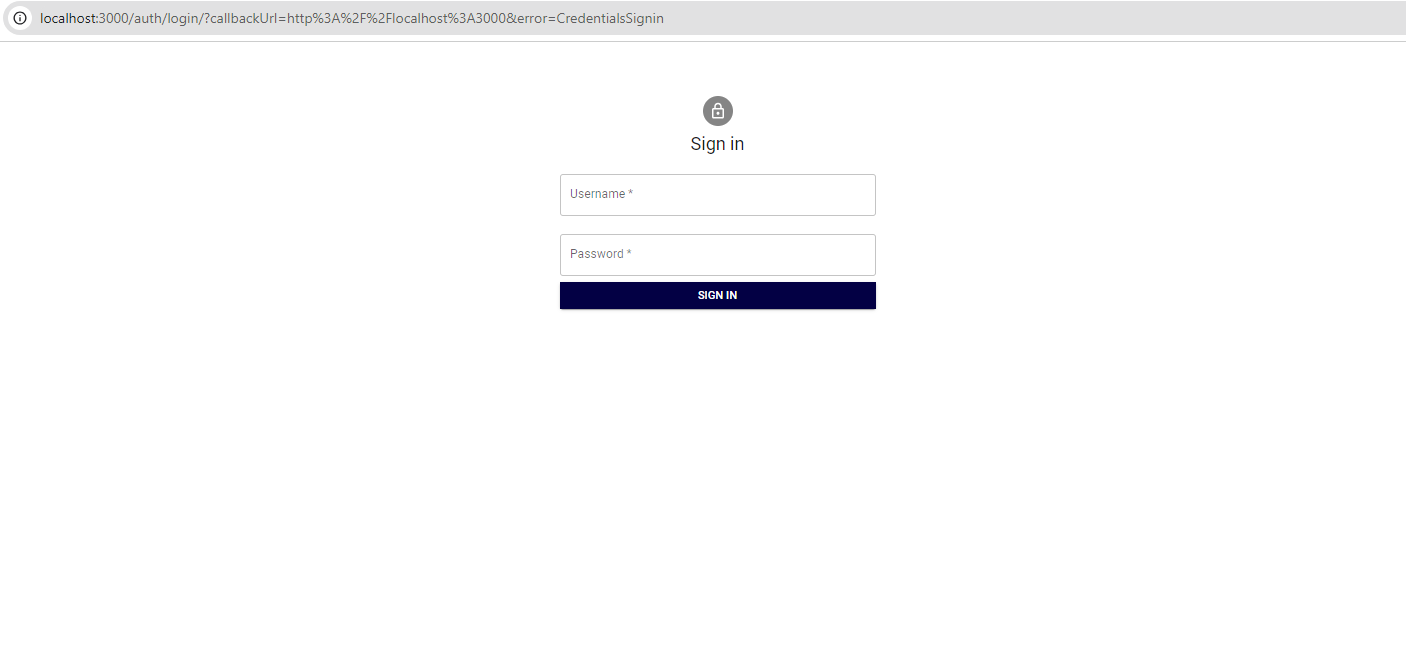 localhost:3000/auth/login/?callbackUrl=http%3A%2F%2Flocalhost%3A3000&error=CredentialsSignin
Sign in
Username *
Password *
SIGN IN